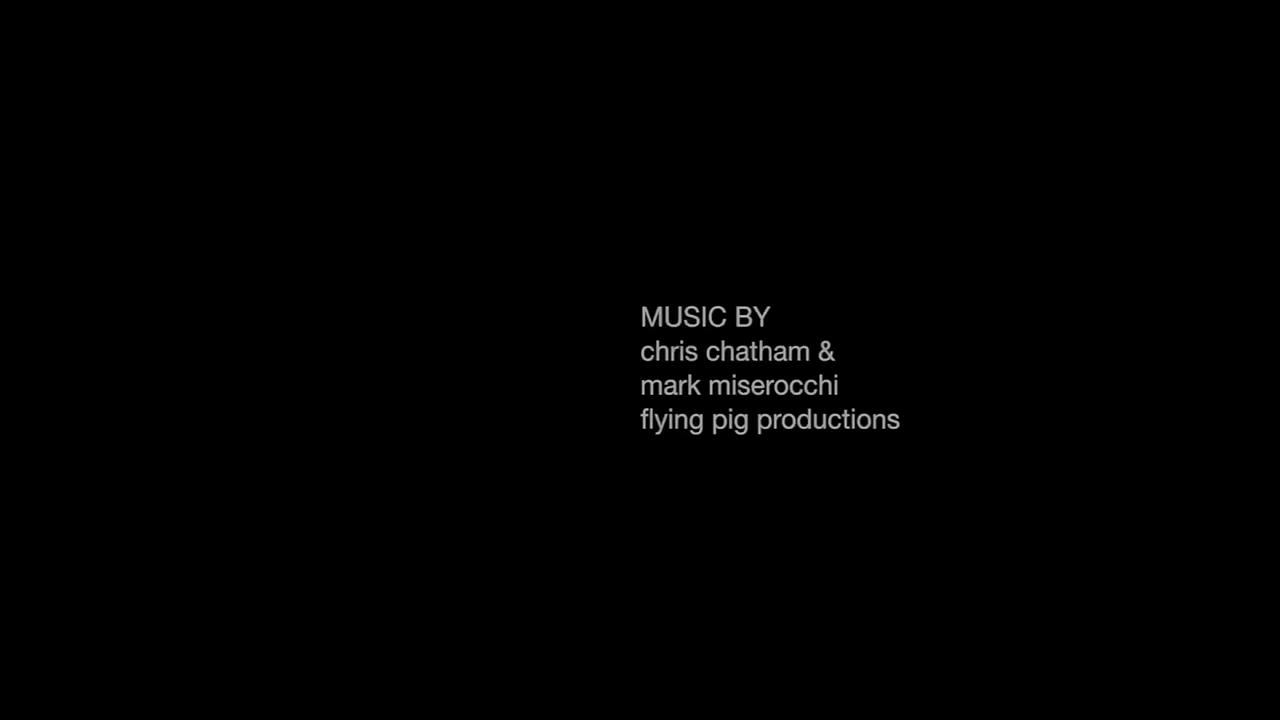 MUSIC BY
chris chatham &
mark miserocchi
flying pig productions